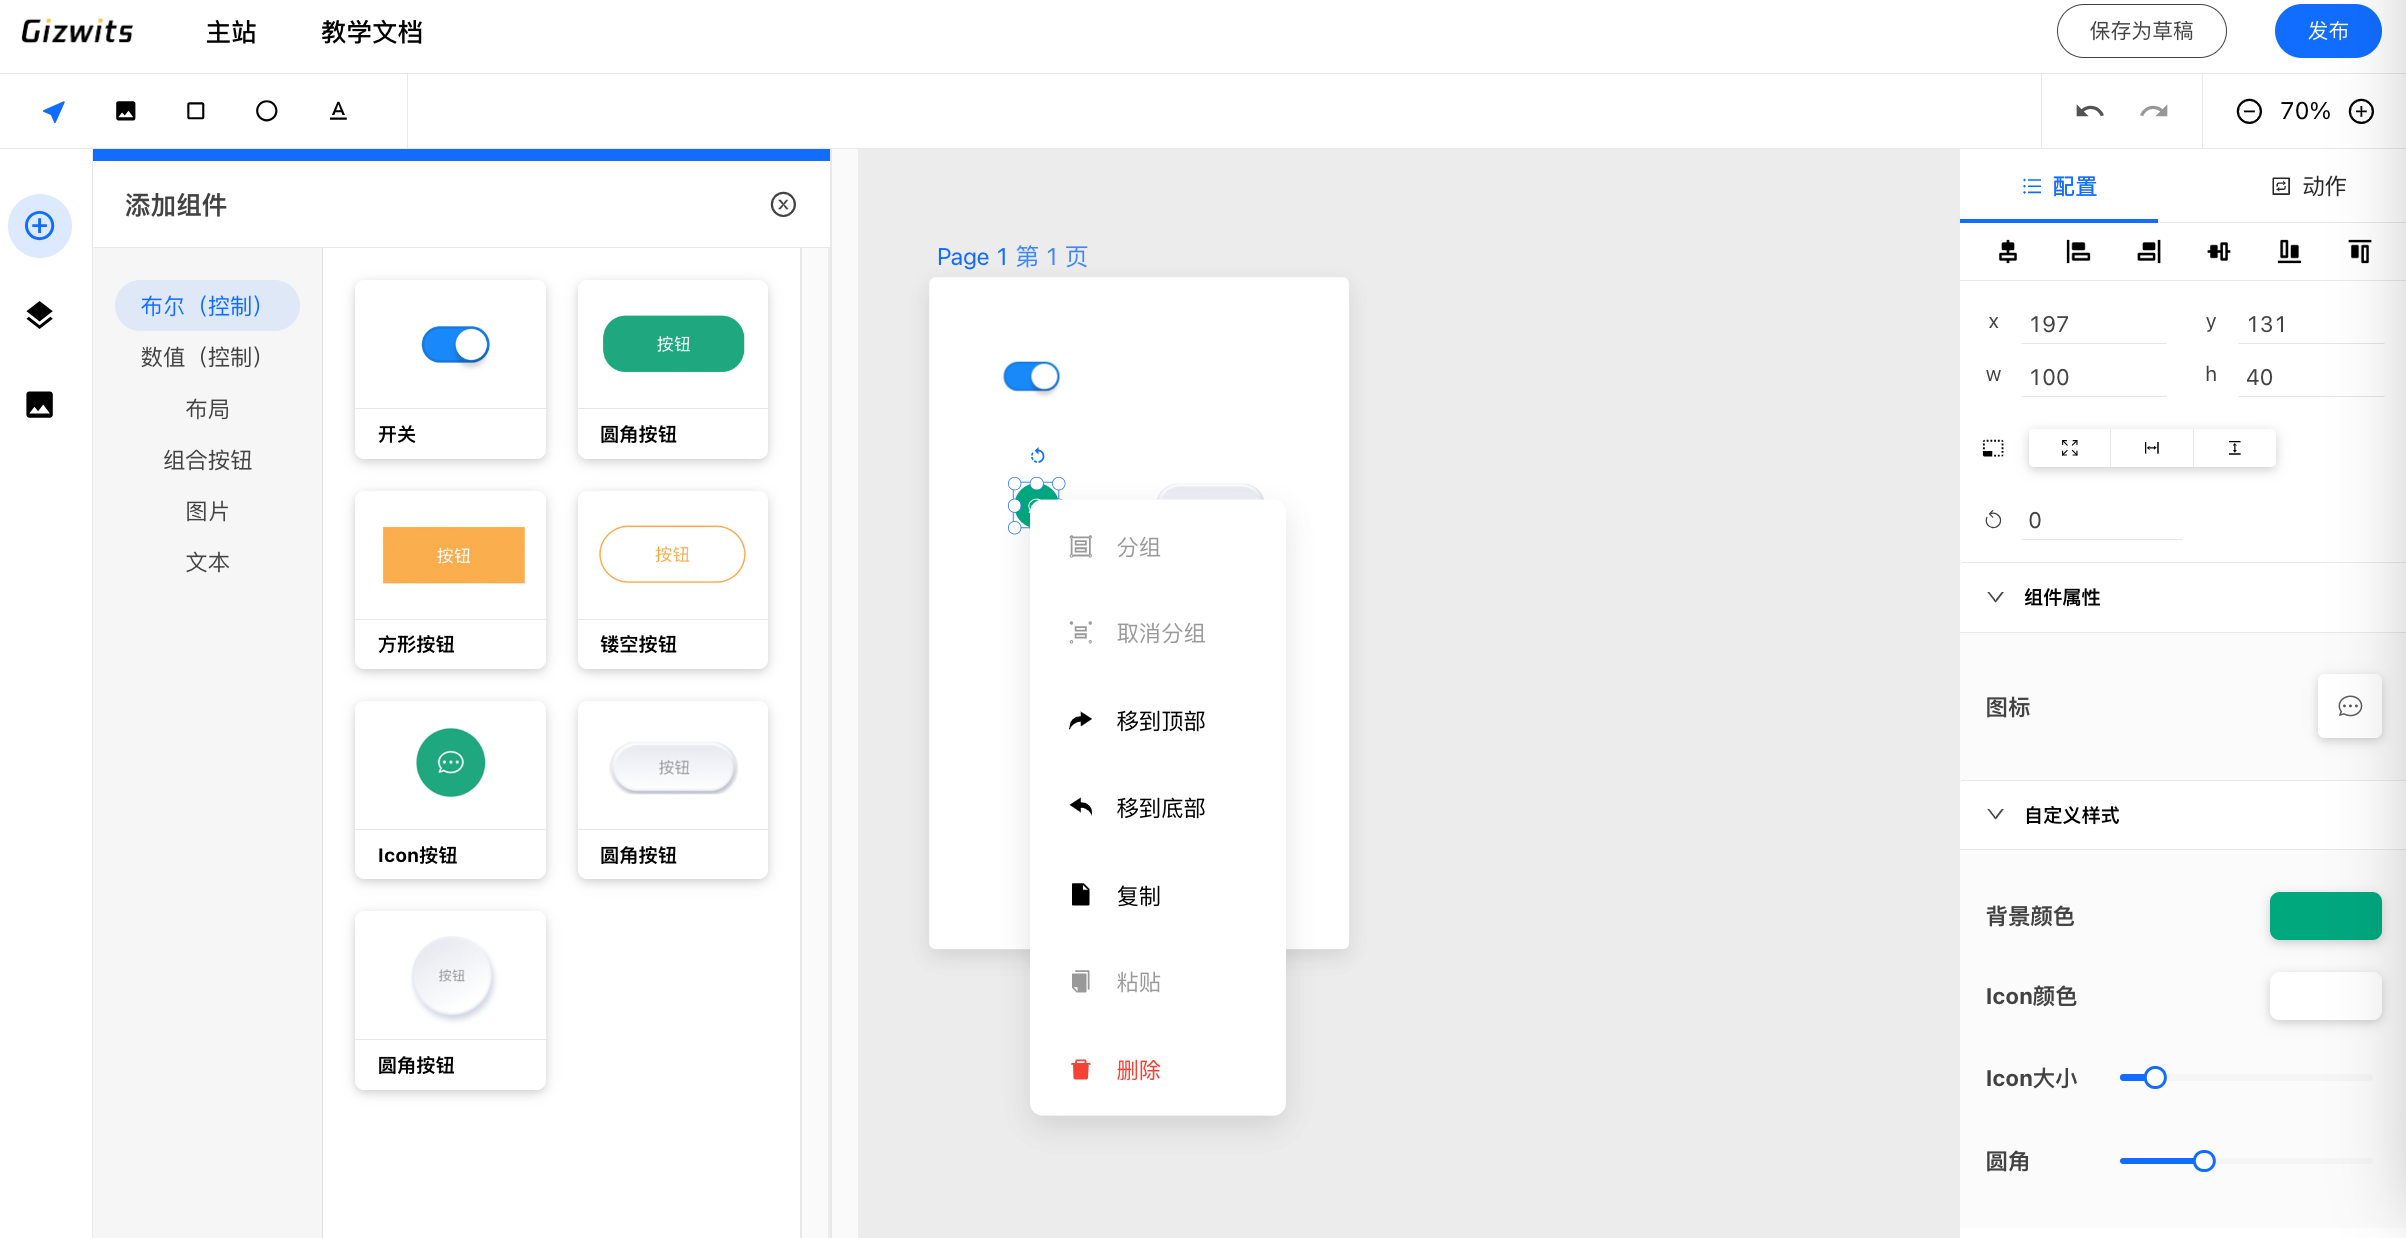 Gizwits
主站
教学文档
保存为草稿
发布
A
70%
添加组件
布尔（控制）
数值（控制）
布局
组合按钮
图片
文本
开关
按钮
圆角按钮
按钮
方形按钮
按钮
镂空按钮
Icon按钮
按钮
圆角按钮
按钮
圆角按钮
Page 1 第 1 页
分组
取消分组
移到顶部
移到底部
复制
粘贴
删除
配置
动作
x 197
y 131
w 100
h 40
0
组件属性
图标
自定义样式
背景颜色
Icon颜色
Icon大小
圆角